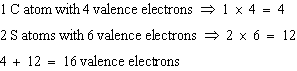 1 C atom with 4 valence electrons ⇒ 1 × 4 = 4
2 S atoms with 6 valence electrons ⇒ 2 × 6 = 12
4 + 12 = 16 valence electrons